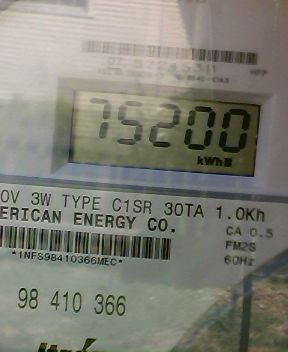 75200
kWh
0V 3W TYPE C1SR 30TA 1.0Kh
ERICAN ENERGY CO.
CA 0.5
FM2S
60Hz
*1NFS98410366MEC*
98 410 366